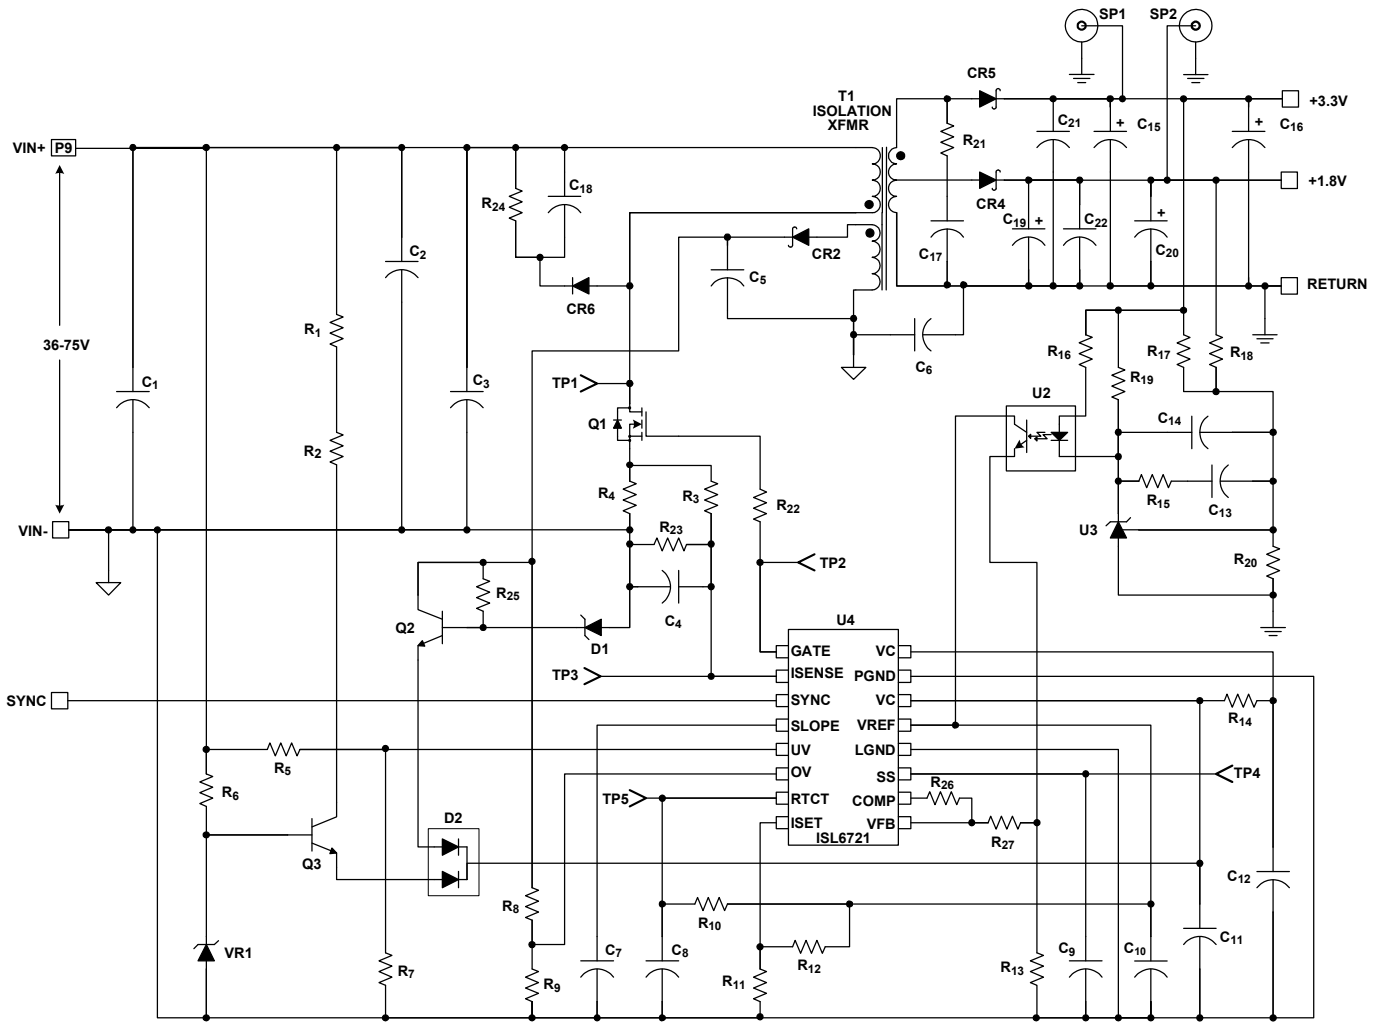 SP1
SP2
CR5
T1
ISOLATION
XFMR
+3.3V
C21
+
C15
+
C16
R21
VIN+
P9
C18
R24
+1.8V
CR4
C19
+
C22
+
C20
C17
CR2
C2
C5
CR6
RETURN
R1
36-75V
C6
R16
R17
R18
TP1
C1
C3
R19
U2
Q1
C14
R2
R4
R3
R22
R15
C13
R23
VIN-
U3
TP2
R20
R25
C4
Q2
D1
U4
GATE
VC
TP3
ISENSE
PGND
SYNC
SYNC
VC
R14
SLOPE
VREF
UV
LGND
R5
OV
SS
TP4
R26
R6
TP5
RTCT
COMP
D2
ISET
VFB
ISL6721
R27
Q3
C12
R8
R10
C11
VR1
C7
C8
R12
C9
C10
R7
R9
R11
R13